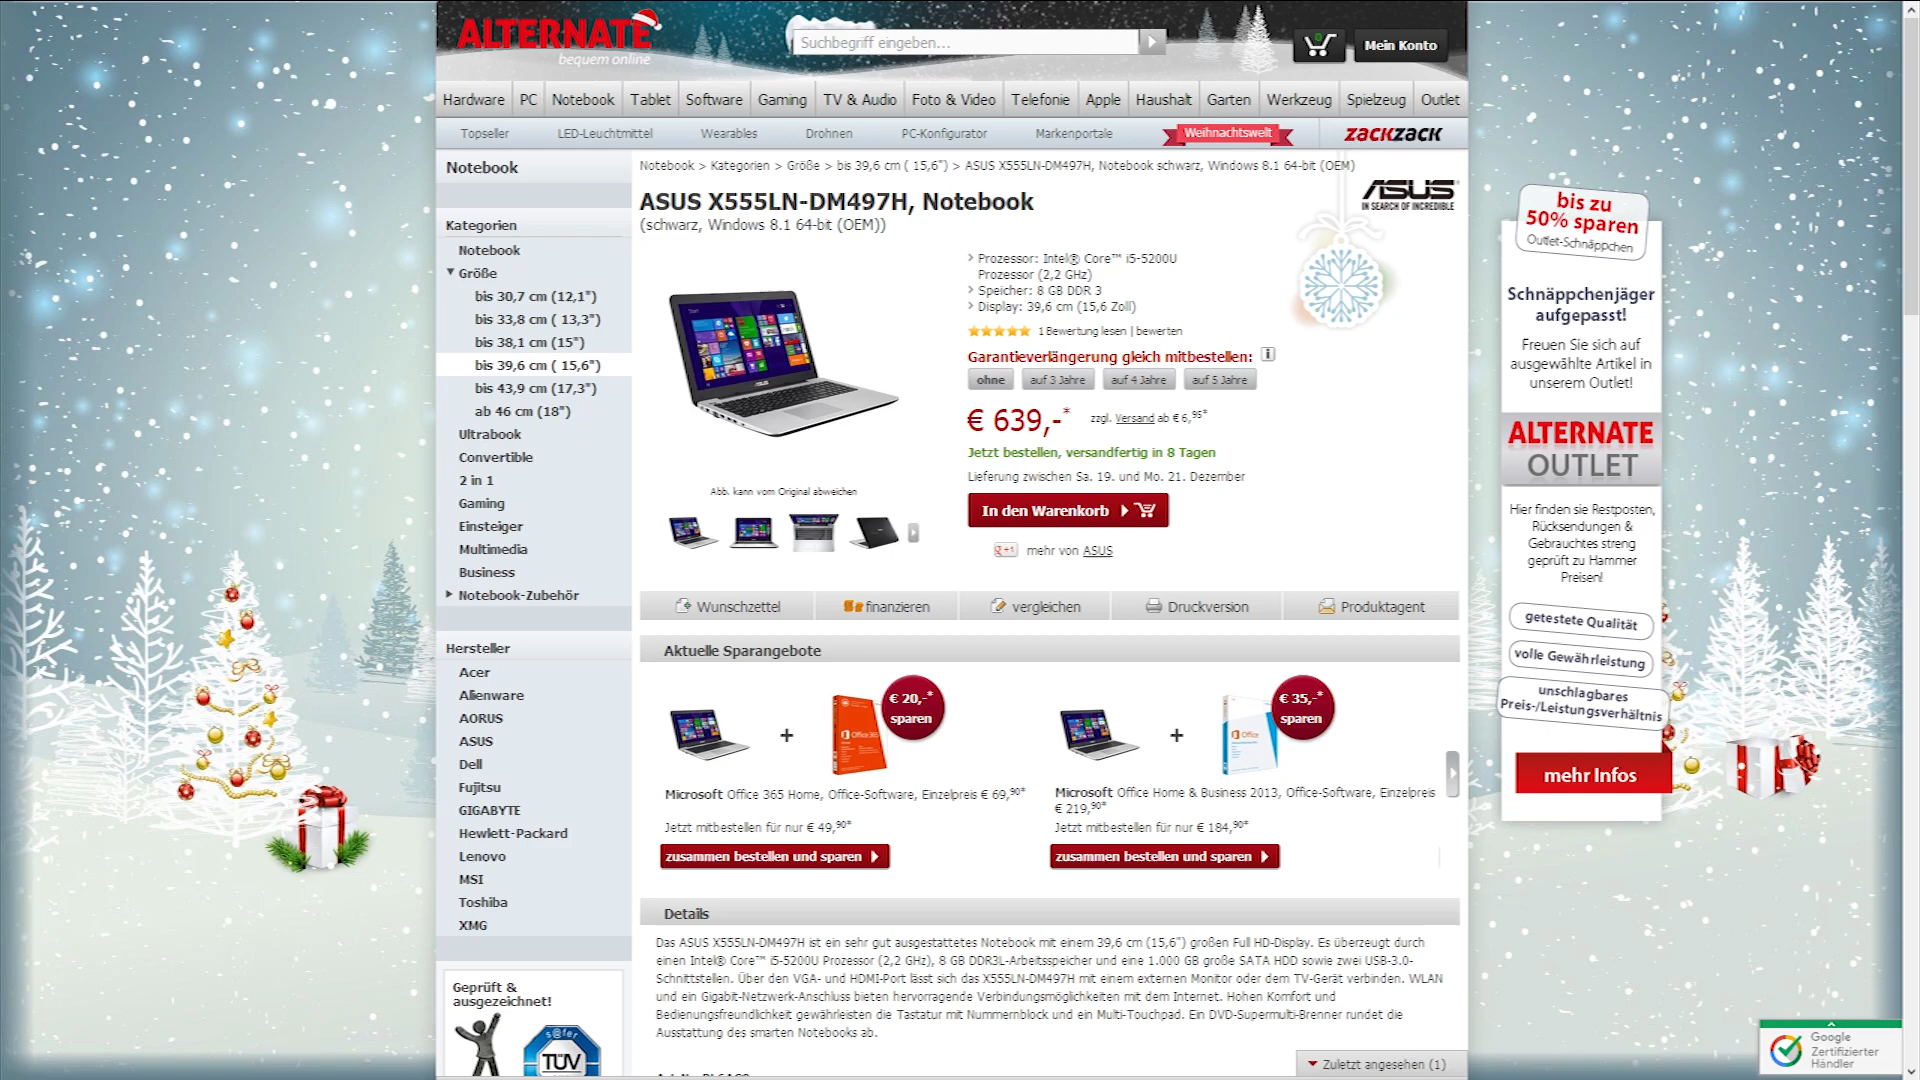 ALTERNATE
bequem online
Suchbegriff eingeben...
0
Mein Konto
Hardware
PC
Notebook
Tablet
Software
Gaming
TV & Audio
Foto & Video
Telefonie
Apple
Haushalt
Garten
Werkzeug
Spielzeug
Outlet
Topseller
LED-Leuchtmittel
Wearables
Drohnen
PC-Konfigurator
Markenportale
Weihnachtswelt
ZACKZACK
Notebook
Kategorien
Notebook
Größe
bis 30,7 cm (12,1")
bis 33,8 cm ( 13,3")
bis 38,1 cm (15")
bis 39,6 cm ( 15,6")
bis 43,9 cm (17,3")
ab 46 cm (18")
Ultrabook
Convertible
2 in 1
Gaming
Einsteiger
Multimedia
Business
Notebook-Zubehör
Hersteller
Acer
Alienware
AORUS
ASUS
Dell
Fujitsu
GIGABYTE
Hewlett-Packard
Lenovo
MSI
Toshiba
XMG
Geprüft &
ausgezeichnet!
s@fer
TÜV
Notebook > Kategorien > Größe > bis 39,6 cm ( 15,6") > ASUS X555LN-DM497H, Notebook schwarz, Windows 8.1 64-bit (OEM)
ASUS X555LN-DM497H, Notebook
(schwarz, Windows 8.1 64-bit (OEM))
ASUS
IN SEARCH OF INCREDIBLE
Prozessor: Intel® Core™ i5-5200U
Prozessor (2,2 GHz)
Speicher: 8 GB DDR 3
Display: 39,6 cm (15,6 Zoll)
1 Bewertung lesen | bewerten
Garantieverlängerung gleich mitbestellen: i
ohne
auf 3 Jahre
auf 4 Jahre
auf 5 Jahre
€ 639,-*
zzgl. Versand ab € 6,95*
Jetzt bestellen, versandfertig in 8 Tagen
Lieferung zwischen Sa. 19. und Mo. 21. Dezember
In den Warenkorb
g+1
mehr von ASUS
Abb. kann vom Original abweichen
Wunschzettel
finanzieren
vergleichen
Druckversion
Produktagent
Aktuelle Sparangebote
+
Office 365
€ 20,-*
sparen
Microsoft Office 365 Home, Office-Software, Einzelpreis € 69,90*
Jetzt mitbestellen für nur € 49,90*
zusammen bestellen und sparen
+
Office
€ 35,-*
sparen
Microsoft Office Home & Business 2013, Office-Software, Einzelpreis
€ 219,90*
Jetzt mitbestellen für nur € 184,90*
zusammen bestellen und sparen
Details
Das ASUS X555LN-DM497H ist ein sehr gut ausgestattetes Notebook mit einem 39,6 cm (15,6") großen Full HD-Display. Es überzeugt durch
einen Intel® Core™ i5-5200U Prozessor (2,2 GHz), 8 GB DDR3L-Arbeitsspeicher und eine 1.000 GB große SATA HDD sowie zwei USB-3.0-
Schnittstellen. Über den VGA- und HDMI-Port lässt sich das X555LN-DM497H mit einem externen Monitor oder dem TV-Gerät verbinden. WLAN
und ein Gigabit-Netzwerk-Anschluss bieten hervorragende Verbindungsmöglichkeiten mit dem Internet. Hohen Komfort und
Bedienungsfreundlichkeit gewährleisten die Tastatur mit Nummernblock und ein Multi-Touchpad. Ein DVD-Supermulti-Brenner rundet die
Ausstattung des smarten Notebooks ab.
Zuletzt angesehen (1)
bis zu
50% sparen
Outlet-Schnäppchen
Schnäppchenjäger
aufgepasst!
Freuen Sie sich auf
ausgewählte Artikel in
unserem Outlet!
ALTERNATE
OUTLET
Hier finden sie Restposten,
Rücksendungen &
Gebrauchtes streng
geprüft zu Hammer
Preisen!
getestete Qualität
volle Gewährleistung
unschlagbares
Preis-/Leistungsverhältnis
mehr Infos
Google
Zertifizierter
Händler